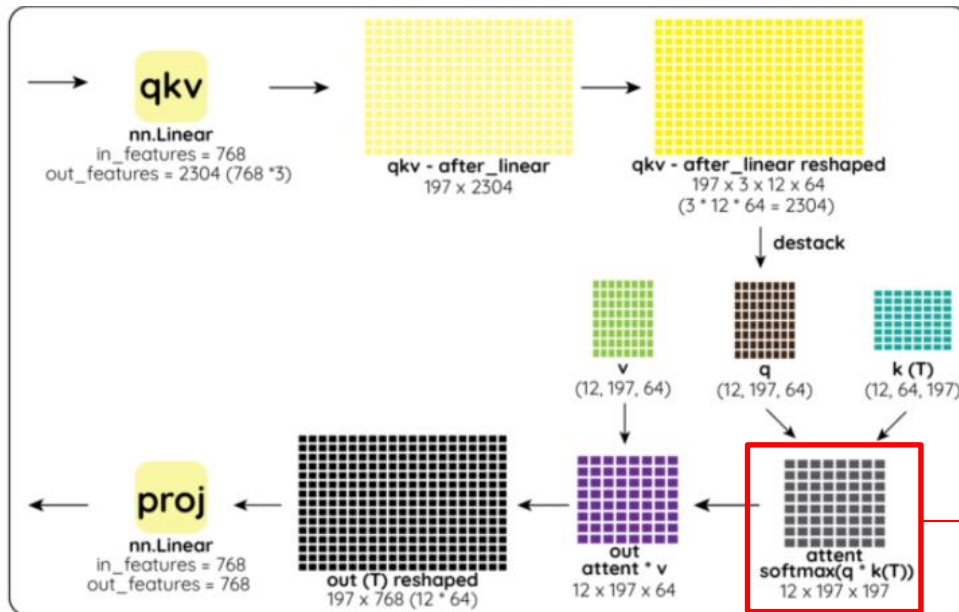 qkv
nn.Linear
in_features = 768
out_features = 2304 (768 *3)
qkv - after_linear
197 x 2304
qkv - after_linear reshaped
197 x 3 x 12 x 64
(3 * 12 * 64 = 2304)
destack
v
(12, 197, 64)
q
(12, 197, 64)
k (T)
(12, 64, 197)
proj
nn.Linear
in_features = 768
out_features = 768
out (T) reshaped
197 x 768 (12 * 64)
out
attent * v
12 x 197 x 64
attent
softmax(q * k(T))
12 x 197 x 197